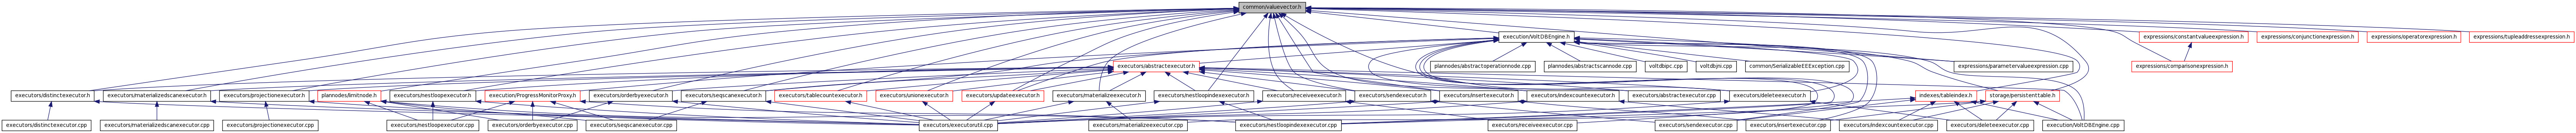 common/valuevector.h
execution/VoltDBEngine.h
expressions/constantvalueexpression.h
expressions/conjunctionexpression.h
expressions/operatorexpression.h
expressions/tupleaddressexpression.h
executors/abstractexecutor.h
plannodes/abstractoperationnode.cpp
plannodes/abstractscannode.cpp
voltdbipc.cpp
voltdbjni.cpp
common/SerializableEEException.cpp
expressions/parametervalueexpression.cpp
expressions/comparisonexpression.h
executors/distinctexecutor.h
executors/materializedscanexecutor.h
executors/projectionexecutor.h
plannodes/limitnode.h
executors/nestloopexecutor.h
execution/ProgressMonitorProxy.h
executors/orderbyexecutor.h
executors/seqscanexecutor.h
executors/tablecountexecutor.h
executors/unionexecutor.h
executors/updateexecutor.h
executors/materializeexecutor.h
executors/nestloopindexexecutor.h
executors/receiveexecutor.h
executors/sendexecutor.h
executors/insertexecutor.h
executors/indexcountexecutor.h
executors/abstractexecutor.cpp
executors/deleteexecutor.h
indexes/tableindex.h
storage/persistenttable.h
executors/distinctexecutor.cpp
executors/materializedscanexecutor.cpp
executors/projectionexecutor.cpp
executors/nestloopexecutor.cpp
executors/orderbyexecutor.cpp
executors/seqscanexecutor.cpp
executors/executorutil.cpp
executors/materializeexecutor.cpp
executors/nestloopindexexecutor.cpp
executors/receiveexecutor.cpp
executors/sendexecutor.cpp
executors/insertexecutor.cpp
executors/indexcountexecutor.cpp
executors/deleteexecutor.cpp
execution/VoltDBEngine.cpp